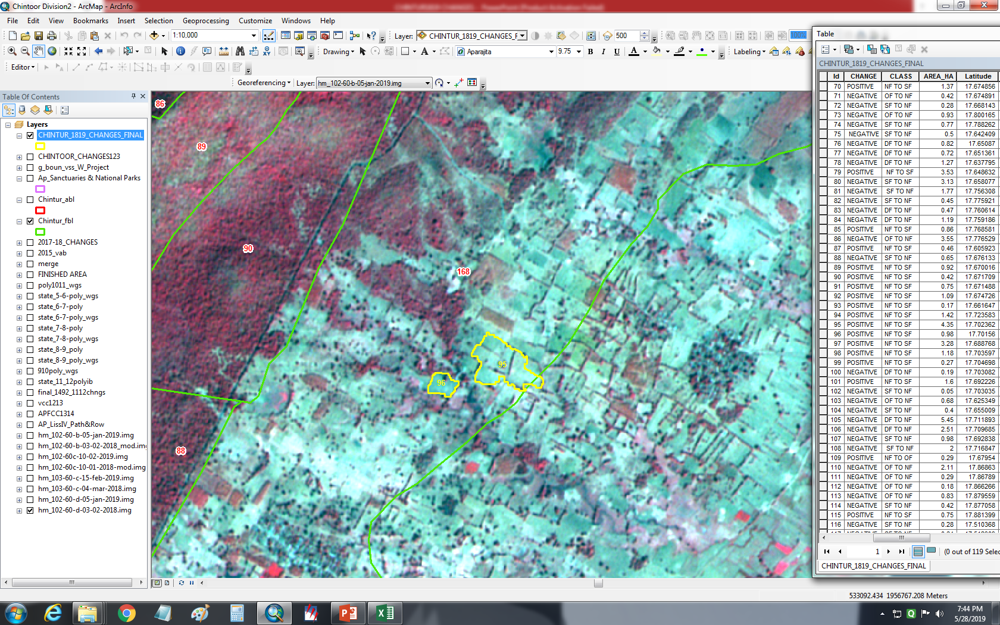 Chintoor Division2 - ArcMap - ArcInfo
File Edit View Bookmarks Insert Selection Geoprocessing Customize Windows Help
1:10,000
Layer: CHINTUR_1819_CHANGES_F
500
100%
Drawing
Aparajita
9.75
B I U A
Labeling
Editor
Georeferencing
Layer: hm_102-60-b-05-jan-2019.img
Table Of Contents
Layers
CHINTUR_1819_CHANGES_FINAL
CHINTOOR_CHANGES123
g_boun_vss_W_Project
Ap_Sanctuaries & National Parks
Chintur_abl
Chintur_fbl
2017-18_CHANGES
2015_vab
merge
FINISHED AREA
poly1011_wgs
state_5-6-poly_wgs
state_6-7-poly
state_6-7-poly_wgs
state_7-8-poly
state_7-8-poly_wgs
state_8-9_poly
state_8-9_poly_wgs
910poly_wgs
state_11_12polyib
final_1492_1112chngs
vcc1213
APFCC1314
AP_LissIV_Path&Row
hm_102-60-b-05-jan-2019.img
hm_102-60-b-03-02-2018_mod.im
hm_102-60c-10-02-2019.img
hm_102-60c-10-01-2018-mod.img
hm_103-60-c-15-feb-2019.img
hm_103-60-c-04-mar-2018.img
hm_102-60-d-05-jan-2019.img
hm_102-60-d-03-02-2018.img
86
89
90
168
95
96
88
Table
CHINTUR_1819_CHANGES_FINAL
Id CHANGE CLASS AREA_HA Latitude
70 POSITIVE NF TO SF 1.37 17.674856
71 NEGATIVE OF TO NF 0.42 17.674891
72 NEGATIVE SF TO NF 0.28 17.668143
73 NEGATIVE OF TO NF 0.93 17.800165
74 NEGATIVE SF TO NF 0.77 17.788262
75 NEGATIVE SF TO NF 0.5 17.642409
76 NEGATIVE DF TO NF 0.82 17.65087
77 NEGATIVE DF TO NF 0.72 17.651361
78 NEGATIVE DF TO NF 1.27 17.637795
79 POSITIVE NF TO SF 3.53 17.648632
80 NEGATIVE SF TO NF 3.13 17.658077
81 NEGATIVE SF TO NF 1.77 17.756308
82 NEGATIVE SF TO NF 0.45 17.775921
83 NEGATIVE DF TO NF 0.47 17.760614
84 NEGATIVE DF TO NF 1.19 17.759186
85 POSITIVE NF TO SF 0.86 17.768581
86 NEGATIVE OF TO NF 3.55 17.776529
87 POSITIVE NF TO SF 0.46 17.605923
88 NEGATIVE SF TO NF 0.65 17.676133
89 POSITIVE NF TO SF 0.92 17.670016
90 POSITIVE NF TO SF 0.42 17.671709
91 POSITIVE NF TO SF 0.75 17.671488
92 POSITIVE NF TO SF 1.09 17.674726
93 POSITIVE NF TO SF 0.17 17.661647
94 POSITIVE NF TO SF 1.42 17.723583
95 POSITIVE NF TO SF 4.35 17.702362
96 POSITIVE NF TO SF 0.98 17.70156
97 POSITIVE NF TO SF 3.28 17.688768
98 POSITIVE NF TO SF 1.18 17.703597
99 POSITIVE NF TO SF 0.27 17.704698
100 NEGATIVE DF TO NF 0.19 17.703082
101 POSITIVE NF TO SF 1.6 17.692226
102 NEGATIVE SF TO NF 0.05 17.703035
103 NEGATIVE OF TO NF 0.68 17.625349
104 NEGATIVE SF TO NF 0.4 17.655009
105 NEGATIVE DF TO NF 5.45 17.711893
106 NEGATIVE DF TO NF 2.51 17.709685
107 NEGATIVE SF TO NF 0.98 17.692838
108 NEGATIVE SF TO NF 2 17.716847
109 POSITIVE NF TO OF 0.29 17.67954
110 NEGATIVE OF TO NF 2.11 17.86863
111 NEGATIVE OF TO NF 0.29 17.86789
112 NEGATIVE OF TO NF 0.18 17.866266
113 NEGATIVE OF TO NF 0.83 17.879559
114 NEGATIVE SF TO NF 0.42 17.877058
115 POSITIVE NF TO SF 0.75 17.881399
116 NEGATIVE SF TO NF 0.28 17.510368
1
(0 out of 119 Selec
CHINTUR_1819_CHANGES_FINAL
533092.434 1956767.208 Meters
7:44 PM
5/28/2019